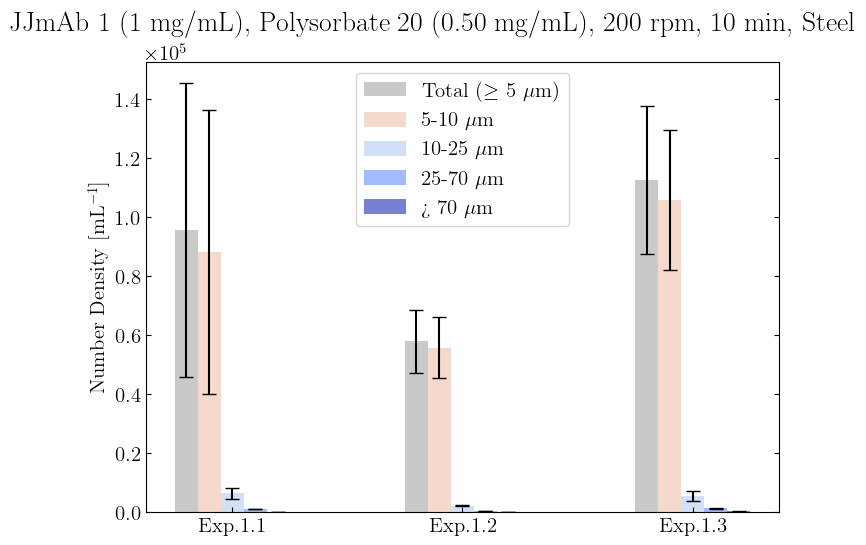 JJmAb 1 (1 mg/mL), Polysorbate 20 (0.50 mg/mL), 200 rpm, 10 min, Steel
×10⁵
Total (≥ 5 μm)
5-10 μm
10-25 μm
25-70 μm
¿ 70 μm
1.4
1.2
1.0
0.8
0.6
0.4
0.2
0.0
Number Density [mL⁻¹]
Exp.1.1
Exp.1.2
Exp.1.3